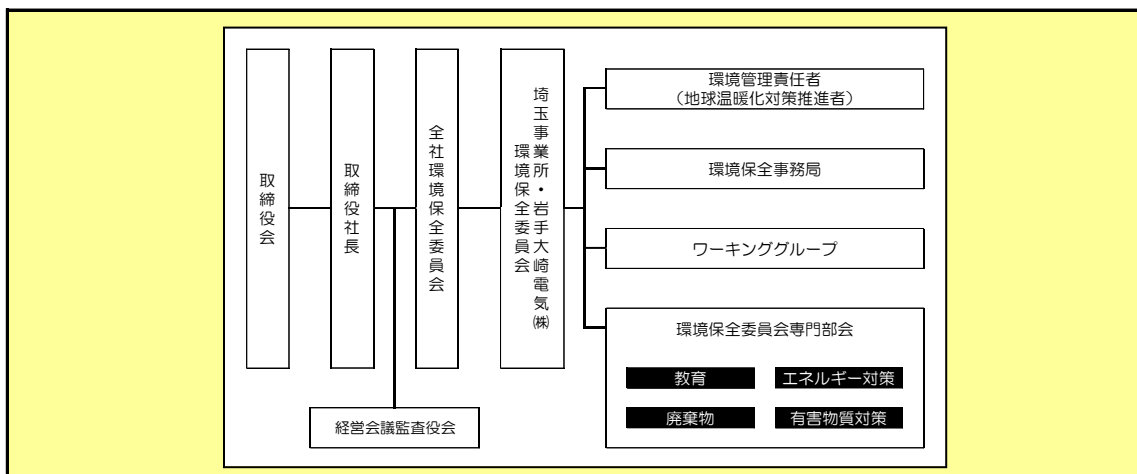 取締役会
取締役社長
全社環境保全委員会
埼玉事業所・岩手大崎電気㈱
環境保全委員会
環境管理責任者
（地球温暖化対策推進者）
環境保全事務局
ワーキンググループ
環境保全委員会専門部会
教育
エネルギー対策
廃棄物
有害物質対策
経営会議監査役会